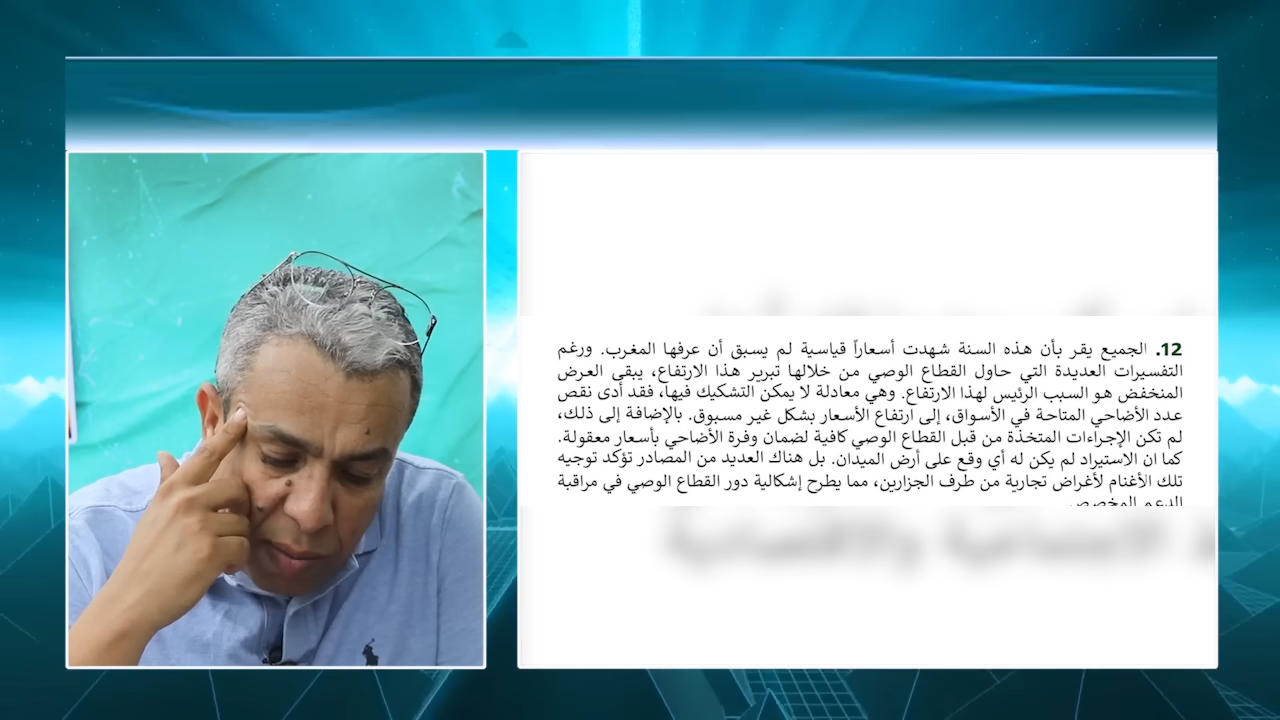 12. الجميع يقر بأن هذه السنة شهدت أسعاراً قياسية لم يسبق أن عرفها المغرب. ورغم
التفسيرات العديدة التي حاول القطاع الوصي من خلالها تبرير هذا الارتفاع، يبقى العرض
المنخفض هو السبب الرئيس لهذا الارتفاع. وهي معادلة لا يمكن التشكيك فيها، فقد أدى نقص
عدد الأضاحي المتاحة في الأسواق، إلى ارتفاع الأسعار بشكل غير مسبوق. بالإضافة إلى ذلك،
لم تكن الإجراءات المتخذة من قبل القطاع الوصي كافية لضمان وفرة الأضاحي بأسعار معقولة.
كما ان الاستيراد لم يكن له أي وقع على أرض الميدان. بل هناك العديد من المصادر تؤكد توجيه
تلك الأغنام لأغراض تجارية من طرف الجزارين، مما يطرح إشكالية دور القطاع الوصي في مراقبة
الدعم المخصص